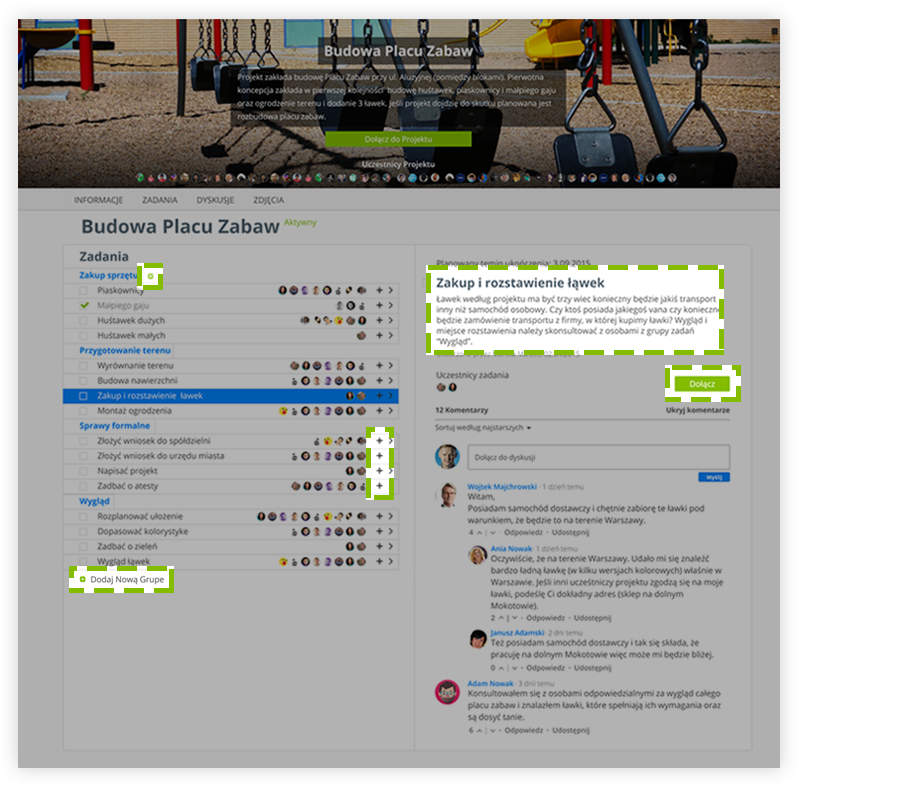 Budowa Placu Zabaw
Projekt zakłada budowę Placu Zabaw przy ul. Aluzyjnej (pomiędzy blokami). Pierwotna
koncepcja zakłada w pierwszej kolejności budowę huśtawek, piaskownicy i małpiego gaju
oraz ogrodzenie terenu i dodanie 3 ławek. Jeśli projekt dojdzię do skutku planowana jest
rozbudowa placu zabaw.
Dołącz do Projektu
Uczestnicy Projektu
INFORMACJE ZADANIA DYSKUSJE ZDJĘCIA
Budowa Placu Zabaw Aktywny
Zadania
Zakup sprzętu
Piaskownicy
Małpiego gaju
Huśtawek dużych
Huśtawek małych
Przygotowanie terenu
Wyrównanie terenu
Budowa nawierzchni
Zakup i rozstawienie ławek
Montaż ogrodzenia
Sprawy formalne
Złożyć wniosek do spółdzielni
Złożyć wniosek do urzędu miasta
Napisać projekt
Zadbać o atesty
Wygląd
Rozplanować ułożenie
Dopasować kolorystyke
Zadbać o zieleń
Wygląd ławek
Dodaj Nową Grupe
Planowany temin ukończenia: 3.09.2015
Zakup i rozstawienie łąwek
Ławek według projektu ma być trzy wiec konieczny będzie jakiś transport
inny niż samochód osobowy. Czy ktoś posiada jakiegoś vana czy konieczne
będzie zamówienie transportu z firmy, w której kupimy ławki? Wygląd i
miejsce rozstawienia należy skonsultować z osobami z grupy zadań
"Wygląd".
Uczestnicy zadania
Dołącz
12 Komentarzy Ukryj komentarze
Sortuj według najstarszych
Dołącz do dyskusji
Wyślij
Wojtek Majchrowski · 1 dzień temu
Witam,
Posiadam samochód dostawczy i chętnie zabiorę te ławki pod
warunkiem, że będzie to na terenie Warszawy.
4 | · Odpowiedz · Udostępnij
Ania Nowak · 1 dzień temu
Oczywiście, że na terenie Warszawy. Udało mi się znaleźć
bardzo ładną ławkę (w kilku wersjach kolorowych) właśnie w
Warszawie. Jeśli inni ucześtniczy projektu zgodzą się na moje
ławki, podeślę Ci dokładny adres (sklep na dolnym
Mokotowie).
2 | · Odpowiedz · Udostępnij
Janusz Adamski · 2 dni temu
Też posiadam samochód dostawczy i tak się składa, że
pracuję na dolnym Mokotowie więc może mi będzie bliżej.
0 | · Odpowiedz · Udostępnij
Adam Nowak · 3 dnii temu
Konsultowałem się z osobami odpowiedzialnymi za wygląd całego
placu zabaw i znalazłem ławki, które spełniają ich wymagania oraz
są dosyć tanie.
6 | · Odpowiedz · Udostępnij